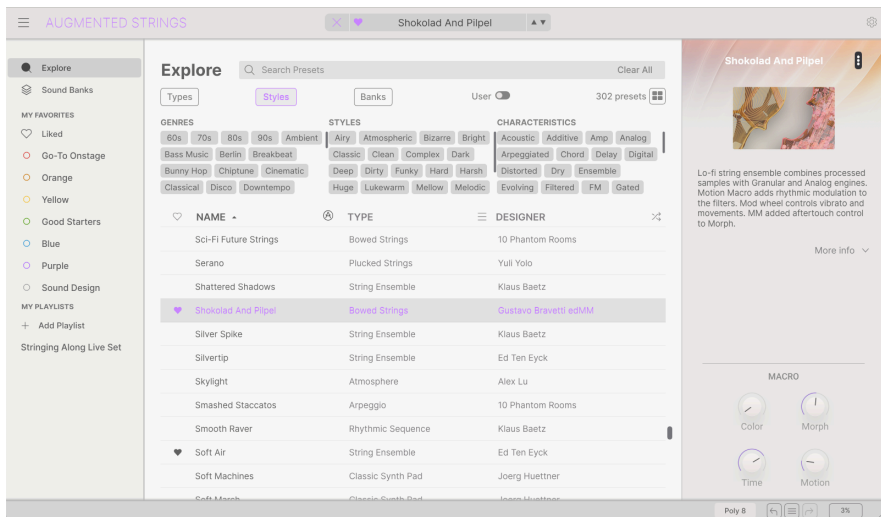 AUGMENTED STRINGS
Shokolad And Pilpel
Explore
Sound Banks
MY FAVORITES
Liked
Go-To Onstage
Orange
Yellow
Good Starters
Blue
Purple
Sound Design
MY PLAYLISTS
Add Playlist
Stringing Along Live Set
Explore
Search Presets
Clear All
Types
Styles
Banks
User
302 presets
GENRES
60s 70s 80s 90s Ambient
Bass Music Berlin Breakbeat
Bunny Hop Chiptune Cinematic
Classical Disco Downtempo
STYLES
Airy Atmospheric Bizarre Bright
Classic Clean Complex Dark
Deep Dirty Funky Hard Harsh
Huge Lukewarm Mellow Melodic
CHARACTERISTICS
Acoustic Additive Amp Analog
Arpeggiated Chord Delay Digital
Distorted Dry Ensemble
Evolving Filtered FM Gated
NAME TYPE DESIGNER
Sci-Fi Future Strings Bowed Strings 10 Phantom Rooms
Serano Plucked Strings Yuli Yolo
Shattered Shadows String Ensemble Klaus Baetz
Shokolad And Pilpel Bowed Strings Gustavo Bravetti edMM
Silver Spike String Ensemble Klaus Baetz
Silvertip String Ensemble Ed Ten Eyck
Skylight Atmosphere Alex Lu
Smashed Staccatos Arpeggio 10 Phantom Rooms
Smooth Raver Rhythmic Sequence Klaus Baetz
Soft Air String Ensemble Ed Ten Eyck
Soft Machines Classic Synth Pad Joerg Huettner
Soft March Classic Synth Pad Joerg Huettner
Shokolad And Pilpel
Lo-fi string ensemble combines processed
samples with Granular and Analog engines.
Motion Macro adds rhythmic modulation to
the filters. Mod wheel controls vibrato and
movements. MM added aftertouch control
to Morph.
More info
MACRO
Color
Morph
Time
Motion
Poly 8
3%